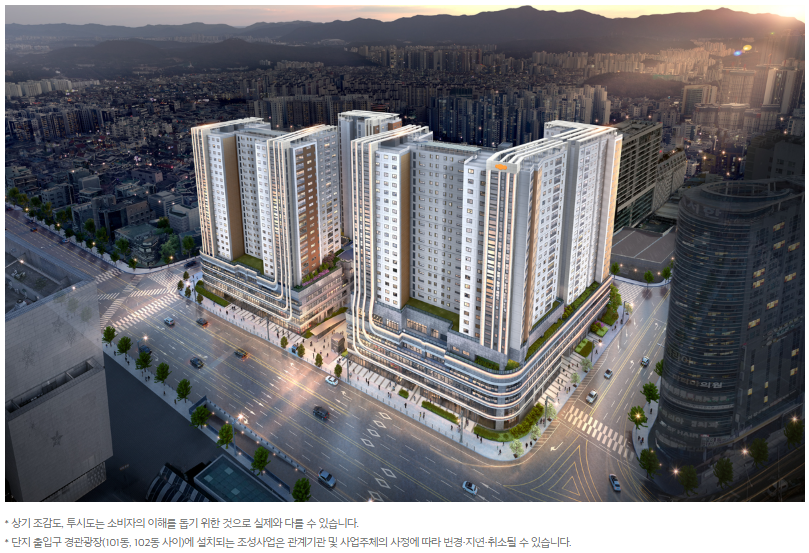 * 상기 조감도, 투시도는 소비자의 이해를 돕기 위한 것으로 실제와 다를 수 있습니다.
* 단지 출입구 경관광장(101동, 102동 사이)에 설치되는 조성사업은 관계기관 및 사업주체의 사정에 따라 변경·지연·취소될 수 있습니다.